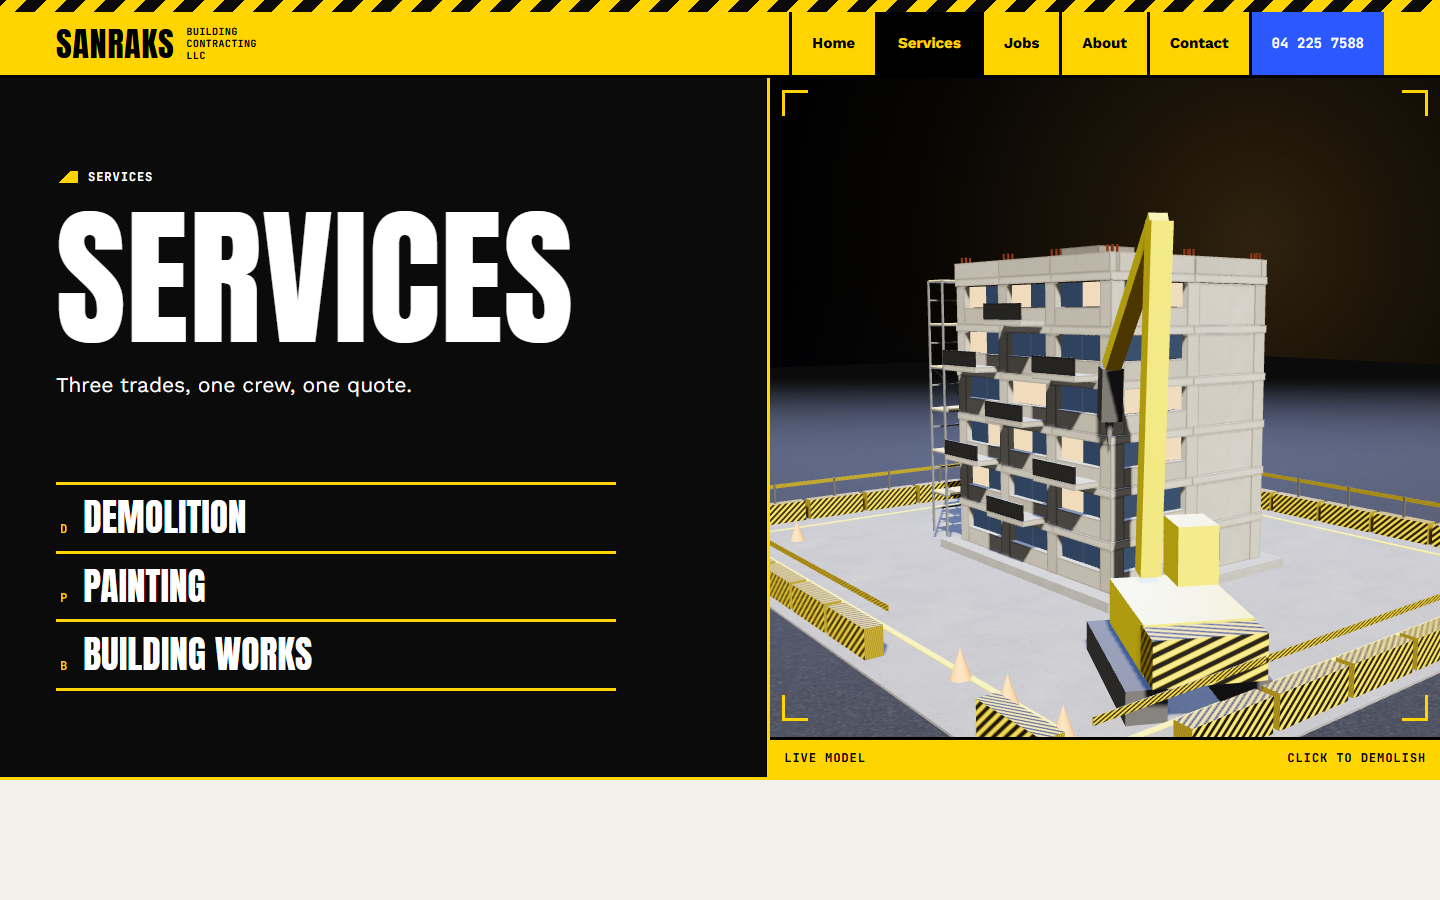 SANRAKS
BUILDING
CONTRACTING
LLC
Home
Services
Jobs
About
Contact
04 225 7588
SERVICES
SERVICES
Three trades, one crew, one quote.
D DEMOLITION
P PAINTING
B BUILDING WORKS
LIVE MODEL
CLICK TO DEMOLISH